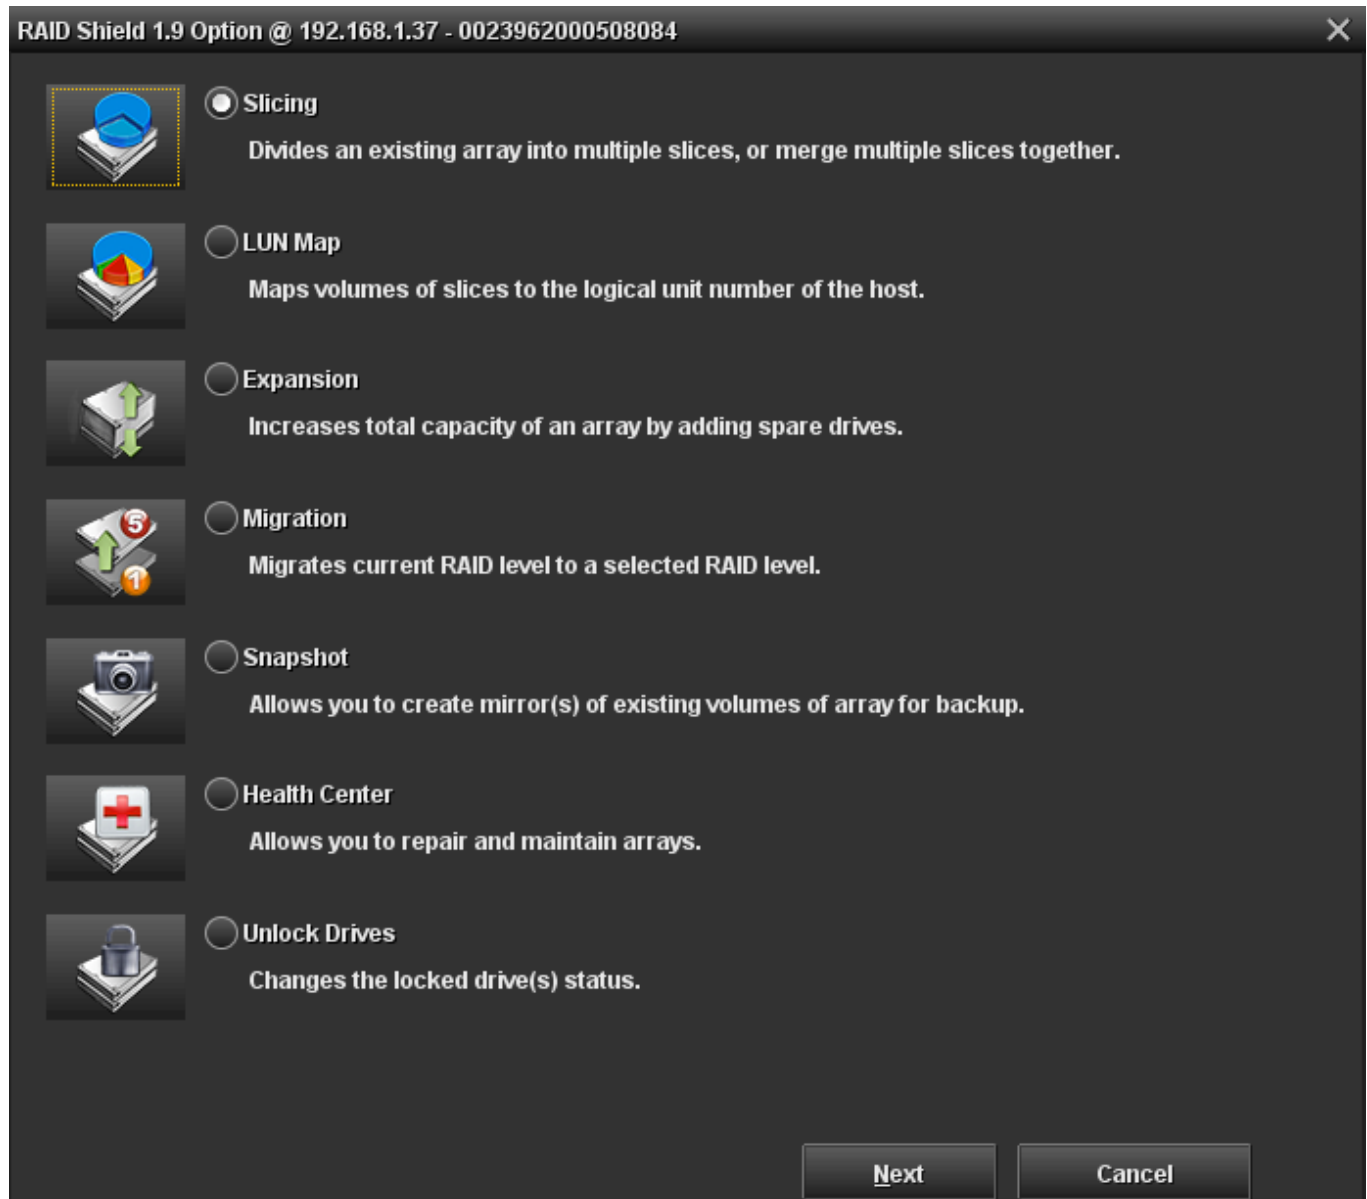 RAID Shield 1.9 Option @ 192.168.1.37 - 0023962000508084
Slicing
Divides an existing array into multiple slices, or merge multiple slices together.
LUN Map
Maps volumes of slices to the logical unit number of the host.
Expansion
Increases total capacity of an array by adding spare drives.
5
1
Migration
Migrates current RAID level to a selected RAID level.
Snapshot
Allows you to create mirror(s) of existing volumes of array for backup.
Health Center
Allows you to repair and maintain arrays.
Unlock Drives
Changes the locked drive(s) status.
Next
Cancel